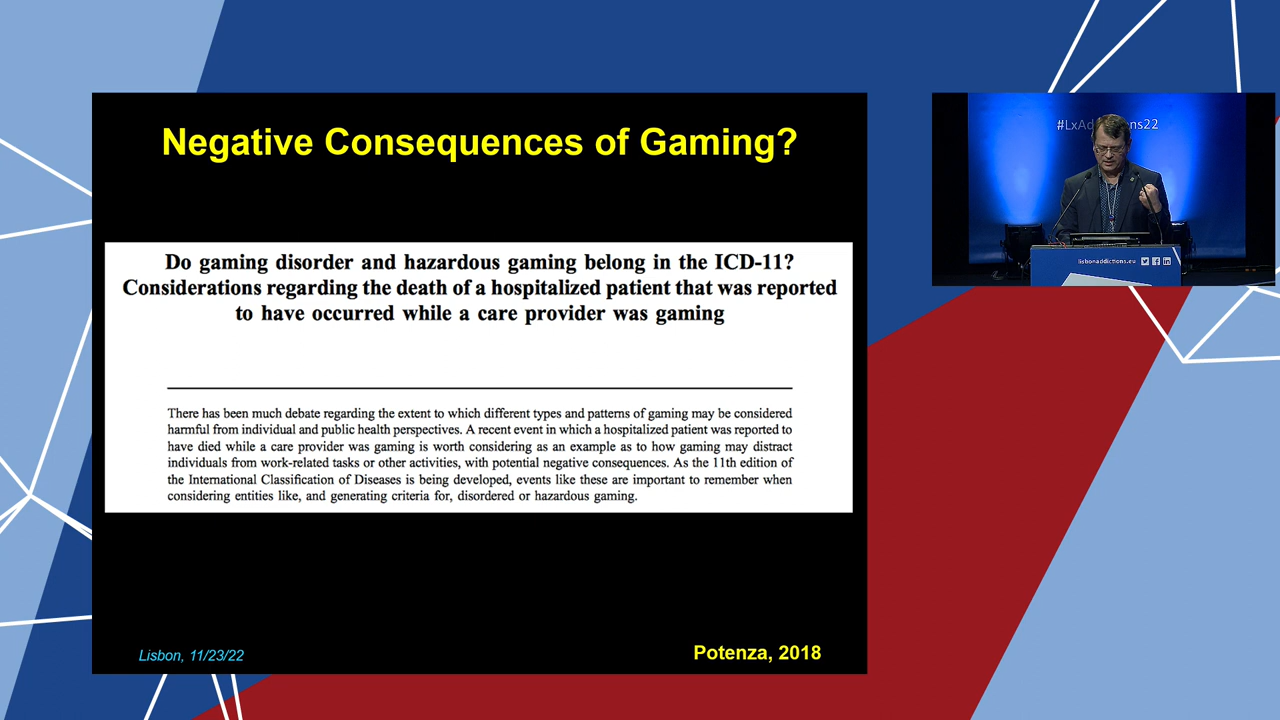 Negative Consequences of Gaming?
Do gaming disorder and hazardous gaming belong in the ICD-11?
Considerations regarding the death of a hospitalized patient that was reported
to have occurred while a care provider was gaming
There has been much debate regarding the extent to which different types and patterns of gaming may be considered
harmful from individual and public health perspectives. A recent event in which a hospitalized patient was reported to
have died while a care provider was gaming is worth considering as an example as to how gaming may distract
individuals from work-related tasks or other activities, with potential negative consequences. As the 11th edition of
the International Classification of Diseases is being developed, events like these are important to remember when
considering entities like, and generating criteria for, disordered or hazardous gaming.
Lisbon, 11/23/22
Potenza, 2018
#LxAd ns22
lisbonaddictions.eu